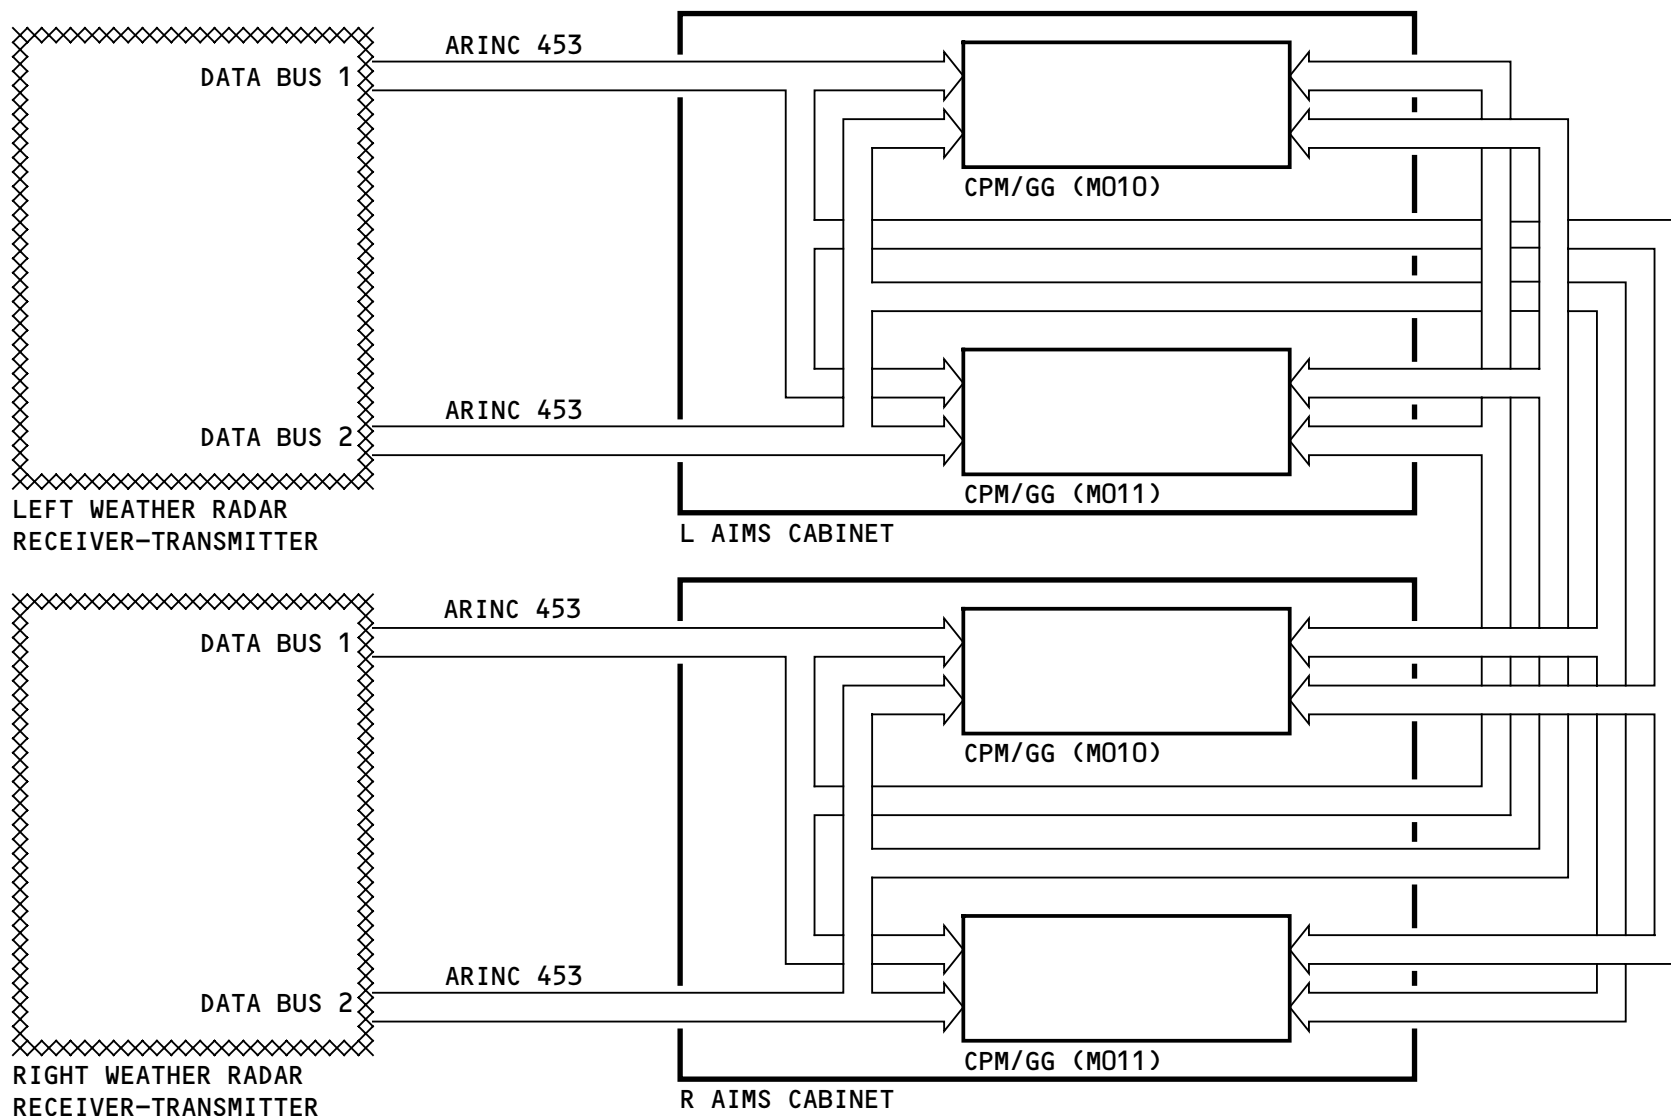 ARINC 453
DATA BUS 1
CPM/GG (M010)
ARINC 453
DATA BUS 2
CPM/GG (M011)
LEFT WEATHER RADAR
RECEIVER-TRANSMITTER
L AIMS CABINET
ARINC 453
DATA BUS 1
CPM/GG (M010)
ARINC 453
DATA BUS 2
CPM/GG (M011)
RIGHT WEATHER RADAR
RECEIVER-TRANSMITTER
R AIMS CABINET